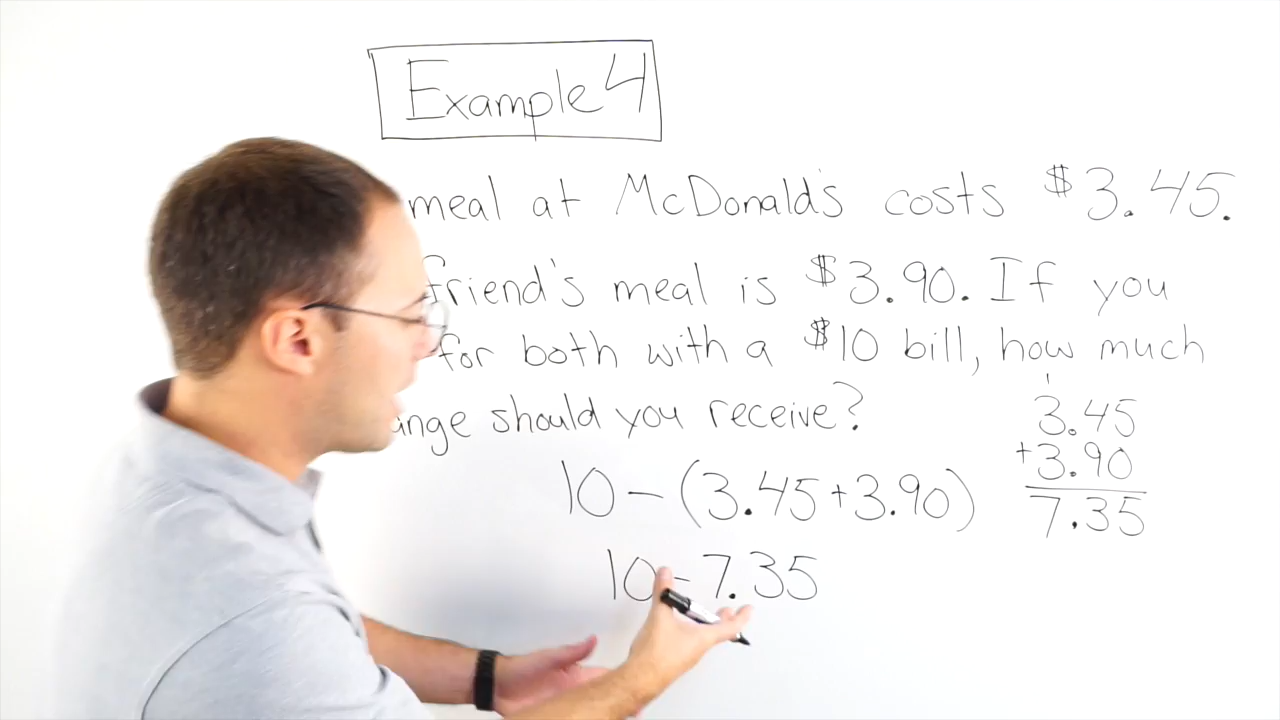 Example 4
meal at McDonald's costs $3.45.
friend's meal is $3.90. If you
for both with a $10 bill, how much
should you receive?
1
3.45
+3.90
7.35
10 - (3.45 + 3.90)
10 - 7.35